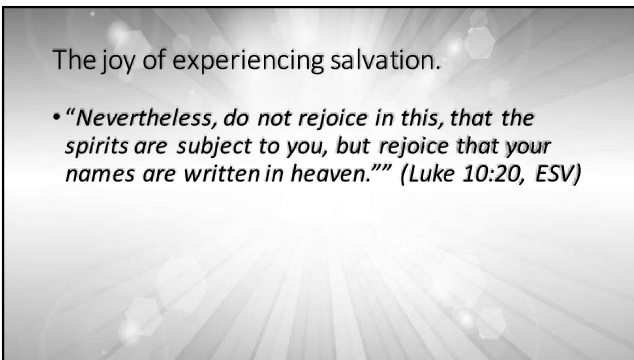 The joy of experiencing salvation.
• “Nevertheless, do not rejoice in this, that the
spirits are subject to you, but rejoice that your
names are written in heaven.”” (Luke 10:20, ESV)